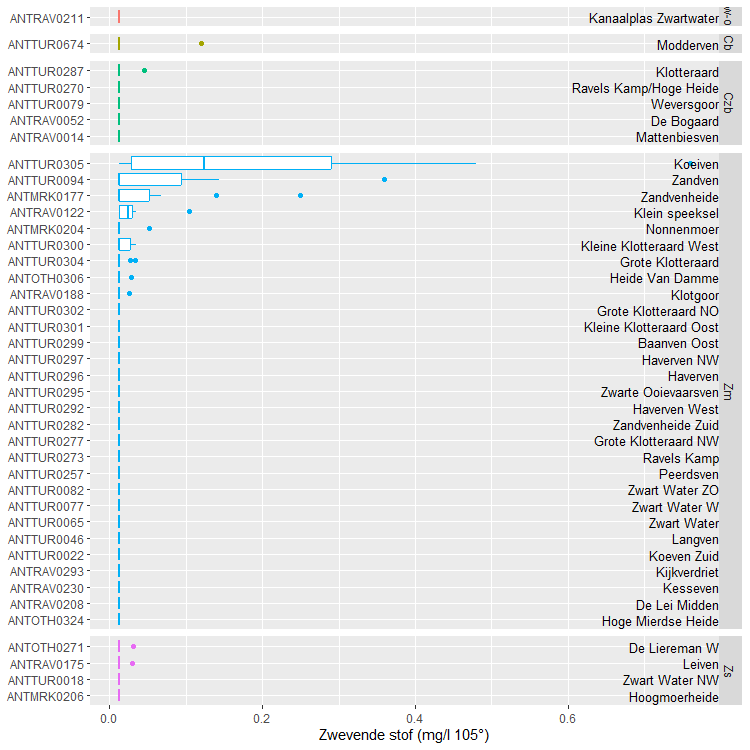 ANTRAV0211 Kanaalplas Zwartwater
ANTTUR0674 Modderven Cb
ANTTUR0287 Klotteraard
ANTTUR0270 Ravels Kamp/Hoge Heide
ANTTUR0079 Weversgoor Czb
ANTRAV0052 De Bogaard
ANTRAV0014 Mattenbiesven
ANTTUR0305 Koeiven
ANTTUR0094 Zandven
ANTMRK0177 Zandvenheide
ANTRAV0122 Klein speeksel
ANTMRK0204 Nonnenmoer
ANTTUR0300 Kleine Klotteraard West
ANTTUR0304 Grote Klotteraard
ANTOTH0306 Heide Van Damme
ANTRAV0188 Klotgoor
ANTTUR0302 Grote Klotteraard NO
ANTTUR0301 Kleine Klotteraard Oost
ANTTUR0299 Baanven Oost
ANTTUR0297 Haverven NW
ANTTUR0296 Haverven
ANTTUR0295 Zwarte Ooievaarsven Zm
ANTTUR0292 Haverven West
ANTTUR0282 Zandvenheide Zuid
ANTTUR0277 Grote Klotteraard NW
ANTTUR0273 Ravels Kamp
ANTTUR0257 Peerdsven
ANTTUR0082 Zwart Water ZO
ANTTUR0077 Zwart Water W
ANTTUR0065 Zwart Water
ANTTUR0046 Langven
ANTTUR0022 Koeven Zuid
ANTRAV0293 Kijkverdriet
ANTRAV0230 Kesseven
ANTRAV0208 De Lei Midden
ANTOTH0324 Hoge Mierdse Heide
ANTOTH0271 De Liereman W
ANTRAV0175 Leiven Zs
ANTTUR0018 Zwart Water NW
ANTMRK0206 Hoogmoerheide
0.0 0.2 0.4 0.6
Zwevende stof (mg/l 105°)